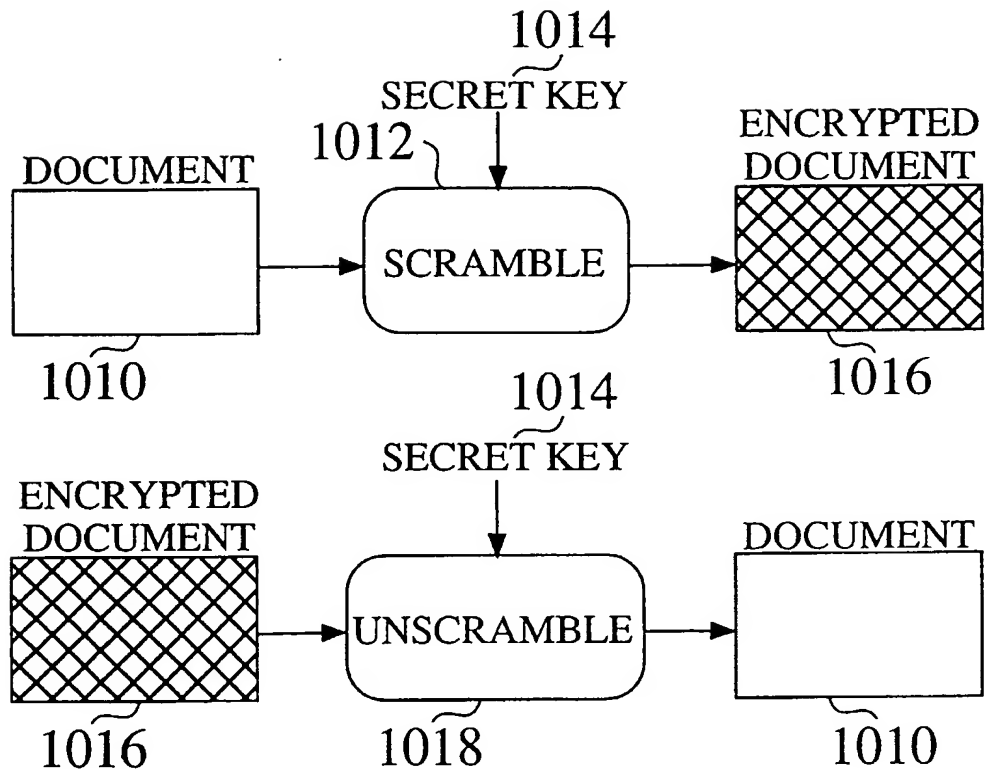 1014
SECRET KEY
1012
DOCUMENT
ENCRYPTED
DOCUMENT
SCRAMBLE
1010
1016
1014
SECRET KEY
ENCRYPTED
DOCUMENT
DOCUMENT
UNSCRAMBLE
1016
1018
1010